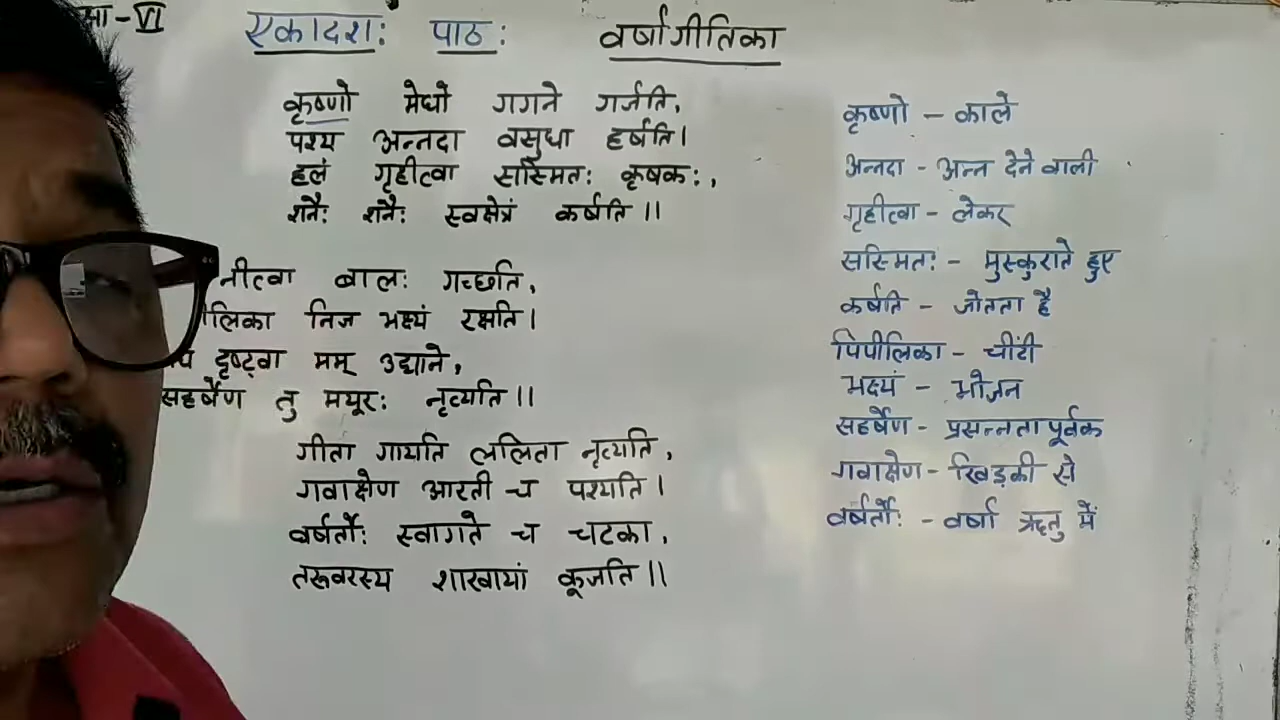 -VI
एकादशः पाठः वर्षागीतिका
कृष्णो मेघो गगने गर्जति,
पश्य अन्नदा वसुधा हर्षति।
हलं गृहीत्वा सस्मितः कृषकः,
शनैः शनैः स्वक्षेत्रं कर्षति॥
नीत्वा बालः गच्छति,
लिका निज भक्ष्यं रक्षति।
दृष्ट्वा मम् उद्याने,
सहर्षेण तु मयूरः नृत्यति॥
गीता गायति ललिता नृत्यति,
गवाक्षेण आरती च पश्यति।
वर्षर्तौः स्वागते च चटका,
तरूवरस्य शाखायां कूजति॥
कृष्णो - काले
अन्नदा - अन्न देने वाली
गृहीत्वा - लेकर
सस्मितः - मुस्कुराते हुए
कर्षति - जोतता है
पिपीलिका - चींटी
भक्ष्यं - भोजन
सहर्षेण - प्रसन्नतापूर्वक
गवाक्षेण - खिड़की से
वर्षर्तौः - वर्षा ऋतु में